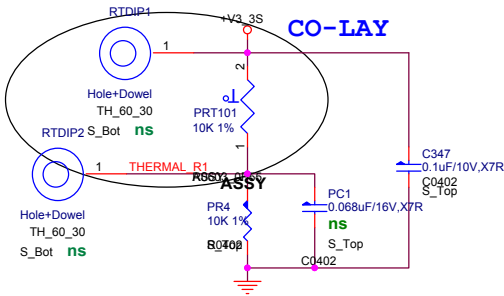 RTDIP1
+V3_3S
CO-LAY
1
2
Hole+Dowel
TH_60_30
S_Bot ns
PRT101
10K 1%
RTDIP2
1
1
THERMAL_R1
ASSY
C347
0.1uF/10V,X7R
C0402
S_Top
PR4
10K 1%
PC1
0.068uF/16V,X7R
ns
S_Top
C0402
Hole+Dowel
TH_60_30
S_Bot ns